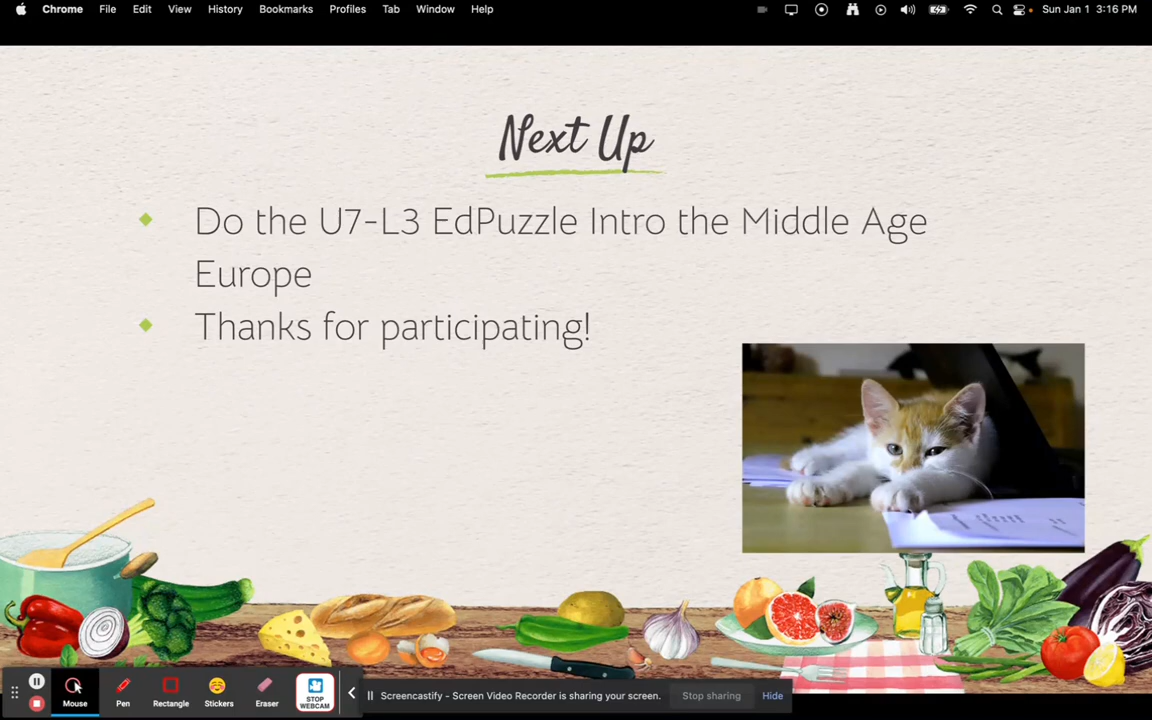 Chrome File Edit View History Bookmarks Profiles Tab Window Help Sun Jan 1 3:16 PM
Next Up
Do the U7-L3 EdPuzzle Intro the Middle Age
Europe
Thanks for participating!
Mouse Pen Rectangle Stickers Eraser STOP WEBCAM Screencastify - Screen Video Recorder is sharing your screen. Stop sharing Hide